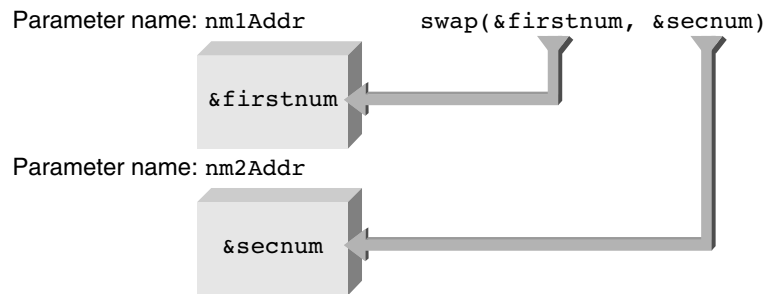 Parameter name: nm1Addr
swap(&firstnum, &secnum)
&firstnum
Parameter name: nm2Addr
&secnum